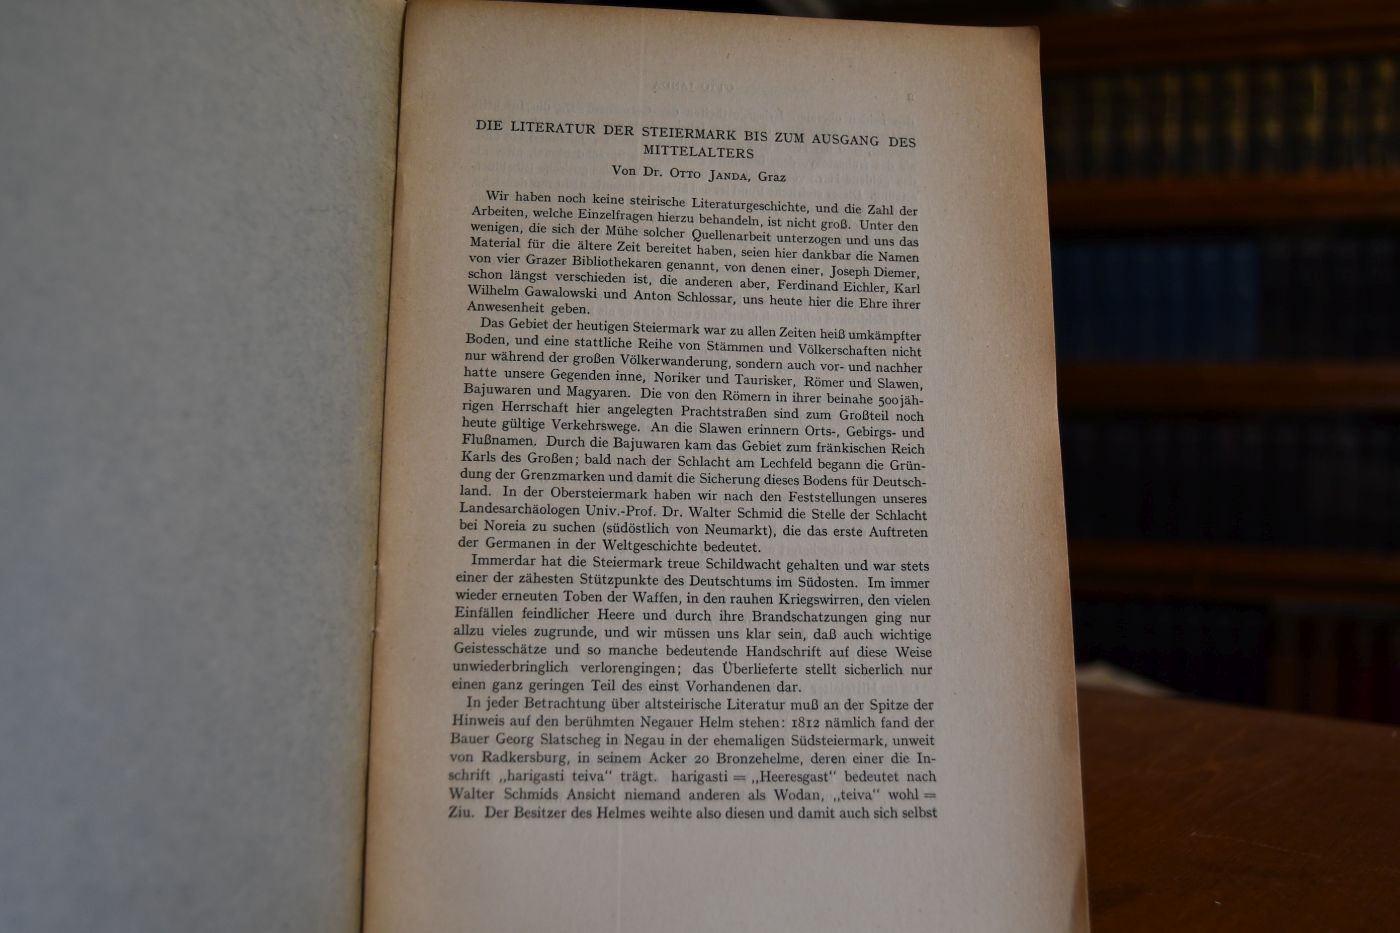 DIE LITERATUR DER STEIERMARK BIS ZUM AUSGANG DES
MITTELALTERS
Von Dr. Otto Janda, Graz
Wir haben noch keine steirische Literaturgeschichte, und die Zahl der
Arbeiten, welche Einzelfragen hierzu behandeln, ist nicht groß. Unter den
wenigen, die sich der Mühe solcher Quellenarbeit unterzogen und uns das
Material für die ältere Zeit bereitet haben, seien hier dankbar die Namen
von vier Grazer Bibliothekaren genannt, von denen einer, Joseph Diemer,
schon längst verschieden ist, die anderen aber, Ferdinand Eichler, Karl
Wilhelm Gawalowski und Anton Schlossar, uns heute hier die Ehre ihrer
Anwesenheit geben.
Das Gebiet der heutigen Steiermark war zu allen Zeiten heiß umkämpfter
Boden, und eine stattliche Reihe von Stämmen und Völkerschaften nicht
nur während der großen Völkerwanderung, sondern auch vor- und nachher
hatte unsere Gegenden inne, Noriker und Taurisker, Römer und Slawen,
Bajuwaren und Magyaren. Die von den Römern in ihrer beinahe 500jäh-
rigen Herrschaft hier angelegten Prachtstraßen sind zum Großteil noch
heute gültige Verkehrswege. An die Slawen erinnern Orts-, Gebirgs- und
Flußnamen. Durch die Bajuwaren kam das Gebiet zum fränkischen Reich
Karls des Großen; bald nach der Schlacht am Lechfeld begann die Grün-
dung der Grenzmarken und damit die Sicherung dieses Bodens für Deutsch-
land. In der Obersteiermark haben wir nach den Feststellungen unseres
Landesarchäologen Univ.-Prof. Dr. Walter Schmid die Stelle der Schlacht
bei Noreia zu suchen (südöstlich von Neumarkt), die das erste Auftreten
der Germanen in der Weltgeschichte bedeutet.
Immerdar hat die Steiermark treue Schildwacht gehalten und war stets
einer der zähesten Stützpunkte des Deutschtums im Südosten. Im immer
wieder erneuten Toben der Waffen, in den rauhen Kriegswirren, den vielen
Einfällen feindlicher Heere und durch ihre Brandschatzungen ging nur
allzu vieles zugrunde, und wir müssen uns klar sein, daß auch wichtige
Geistesschätze und so manche bedeutende Handschrift auf diese Weise
unwiederbringlich verlorengingen; das Überlieferte stellt sicherlich nur
einen ganz geringen Teil des einst Vorhandenen dar.
In jeder Betrachtung über altsteirische Literatur muß an der Spitze der
Hinweis auf den berühmten Negauer Helm stehen: 1812 nämlich fand der
Bauer Georg Slatscheg in Negau in der ehemaligen Südsteiermark, unweit
von Radkersburg, in seinem Acker 20 Bronzehelme, deren einer die In-
schrift „harigasti teiva“ trägt. harigasti = „Heeresgast“ bedeutet nach
Walter Schmids Ansicht niemand anderen als Wodan, „teiva“ wohl =
Ziu. Der Besitzer des Helmes weihte also diesen und damit auch sich selbst